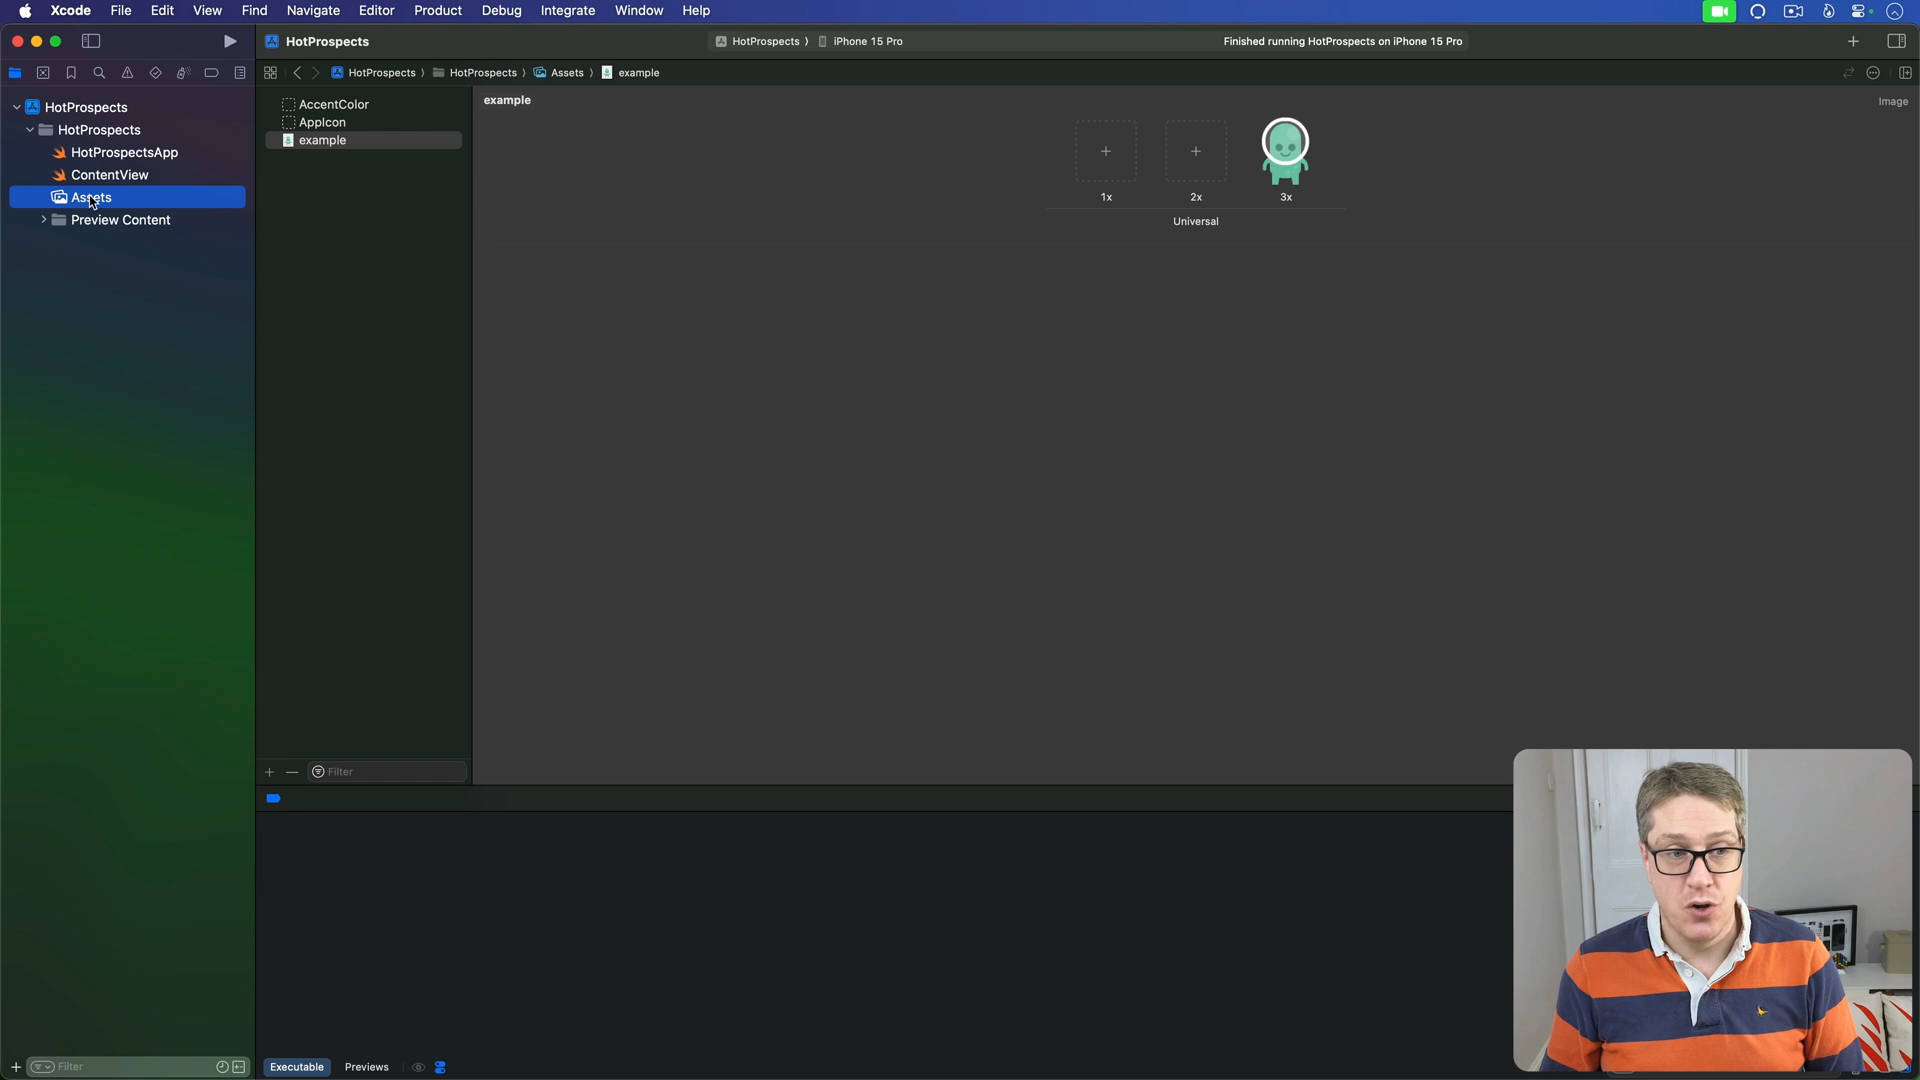 Xcode File Edit View Find Navigate Editor Product Debug Integrate Window Help
HotProspects
HotProspects
iPhone 15 Pro
Finished running HotProspects on iPhone 15 Pro
HotProspects
HotProspects
Assets
example
HotProspects
HotProspects
HotProspectsApp
ContentView
Assets
Preview Content
AccentColor
AppIcon
example
example
Image
1x
2x
3x
Universal
Filter
Filter
Executable
Previews